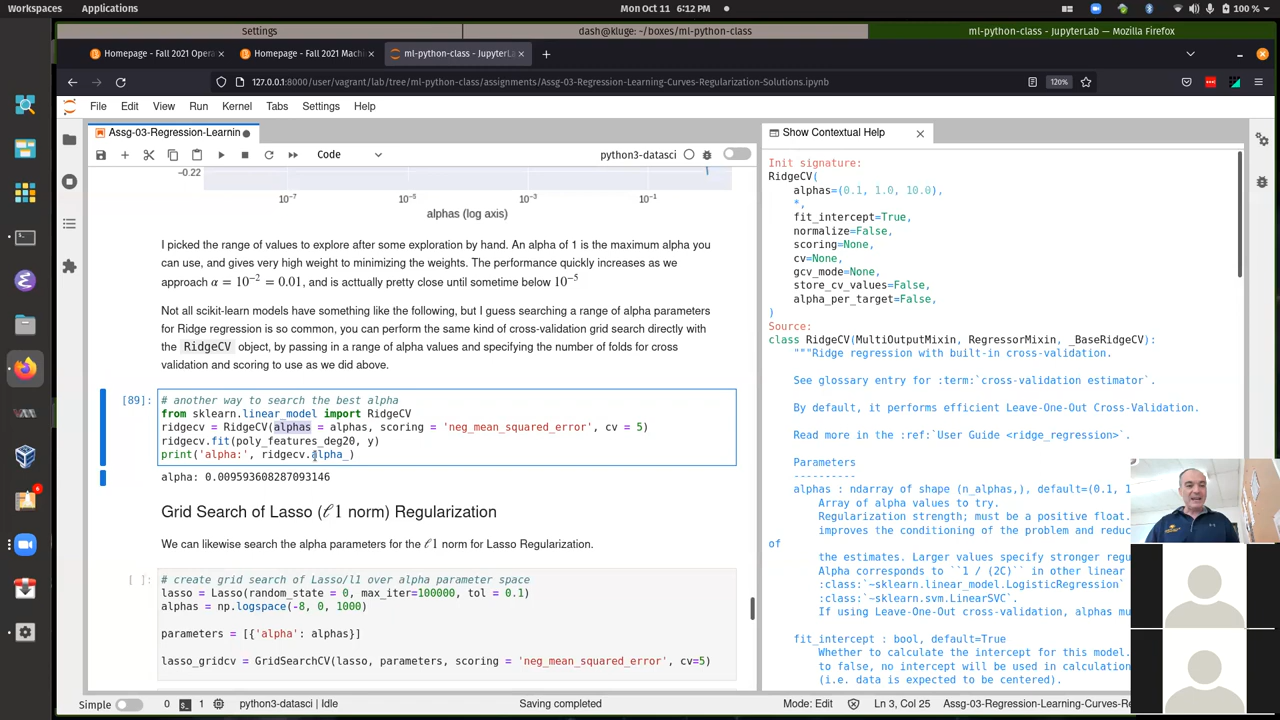 Workspaces
Applications
Mon Oct 11 6:12 PM
100 %
Settings
dash@kluge: ~/boxes/ml-python-class
ml-python-class - JupyterLab — Mozilla Firefox
Homepage - Fall 2021 Opera
Homepage - Fall 2021 Machi
ml-python-class - JupyterLab
127.0.0.1:8000/user/vagrant/lab/tree/ml-python-class/assignments/Assg-03-Regression-Learning-Curves-Regularization-Solutions.ipynb
120%
File Edit View Run Kernel Tabs Settings Help
Assg-03-Regression-Learnin
Show Contextual Help
Code
python3-datasci
-0.22
10−7 10−5 10−3 10−1
alphas (log axis)
I picked the range of values to explore after some exploration by hand. An alpha of 1 is the maximum alpha you
can use, and gives very high weight to minimizing the weights. The performance quickly increases as we
approach α = 10−2 = 0.01, and is acttually pretty close until sometime below 10−5
Not all scikit-learn models have something like the following, but I guess searching a range of alpha parameters
for Ridge regression is so common, you can perform the same kind of cross-validation grid search directly with
the RidgeCV object, by passing in a range of alpha values and specifying the number of folds for cross
validation and scoring to use as we did above.
[89]:
# another way to search the best alpha
from sklearn.linear_model import RidgeCV
ridgecv = RidgeCV(alphas = alphas, scoring = 'neg_mean_squared_error', cv = 5)
ridgecv.fit(poly_features_deg20, y)
print('alpha:', ridgecv.alpha_)
alpha: 0.009593608287093146
Grid Search of Lasso (ℓ1 norm) Regularization
We can likewise search the alpha parameters for the ℓ1 norm for Lasso Regularization.
[ ]:
# create grid search of Lasso/l1 over alpha parameter space
lasso = Lasso(random_state = 0, max_iter=100000, tol = 0.1)
alphas = np.logspace(-8, 0, 1000)
parameters = [{'alpha': alphas}]
lasso_gridcv = GridSearchCV(lasso, parameters, scoring = 'neg_mean_squared_error', cv=5)
Init signature:
RidgeCV(
alphas=(0.1, 1.0, 10.0),
*,
fit_intercept=True,
normalize=False,
scoring=None,
cv=None,
gcv_mode=None,
store_cv_values=False,
alpha_per_target=False,
)
Source:
class RidgeCV(MultiOutputMixin, RegressorMixin, _BaseRidgeCV):
"""Ridge regression with built-in cross-validation.
See glossary entry for :term:`cross-validation estimator`.
By default, it performs efficient Leave-One-Out Cross-Validation.
Read more in the :ref:`User Guide <ridge_regression>`.
Parameters
----------
alphas : ndarray of shape (n_alphas,), default=(0.1, 1
Array of alpha values to try.
Regularization strength; must be a positive float.
improves the conditioning of the problem and reduc
of
the estimates. Larger values specify stronger regu
Alpha corresponds to ``1 / (2C)`` in other linear
:class:`~sklearn.linear_model.LogisticRegression`
:class:`~sklearn.svm.LinearSVC`.
If using Leave-One-Out cross-validation, alphas mu
fit_intercept : bool, default=True
Whether to calculate the intercept for this model.
to false, no intercept will be used in calculation
(i.e. data is expected to be centered).
Simple
0
1
python3-datasci | Idle
Saving completed
Mode: Edit
Ln 3, Col 25
Assg-03-Regression-Learning-Curves-Re